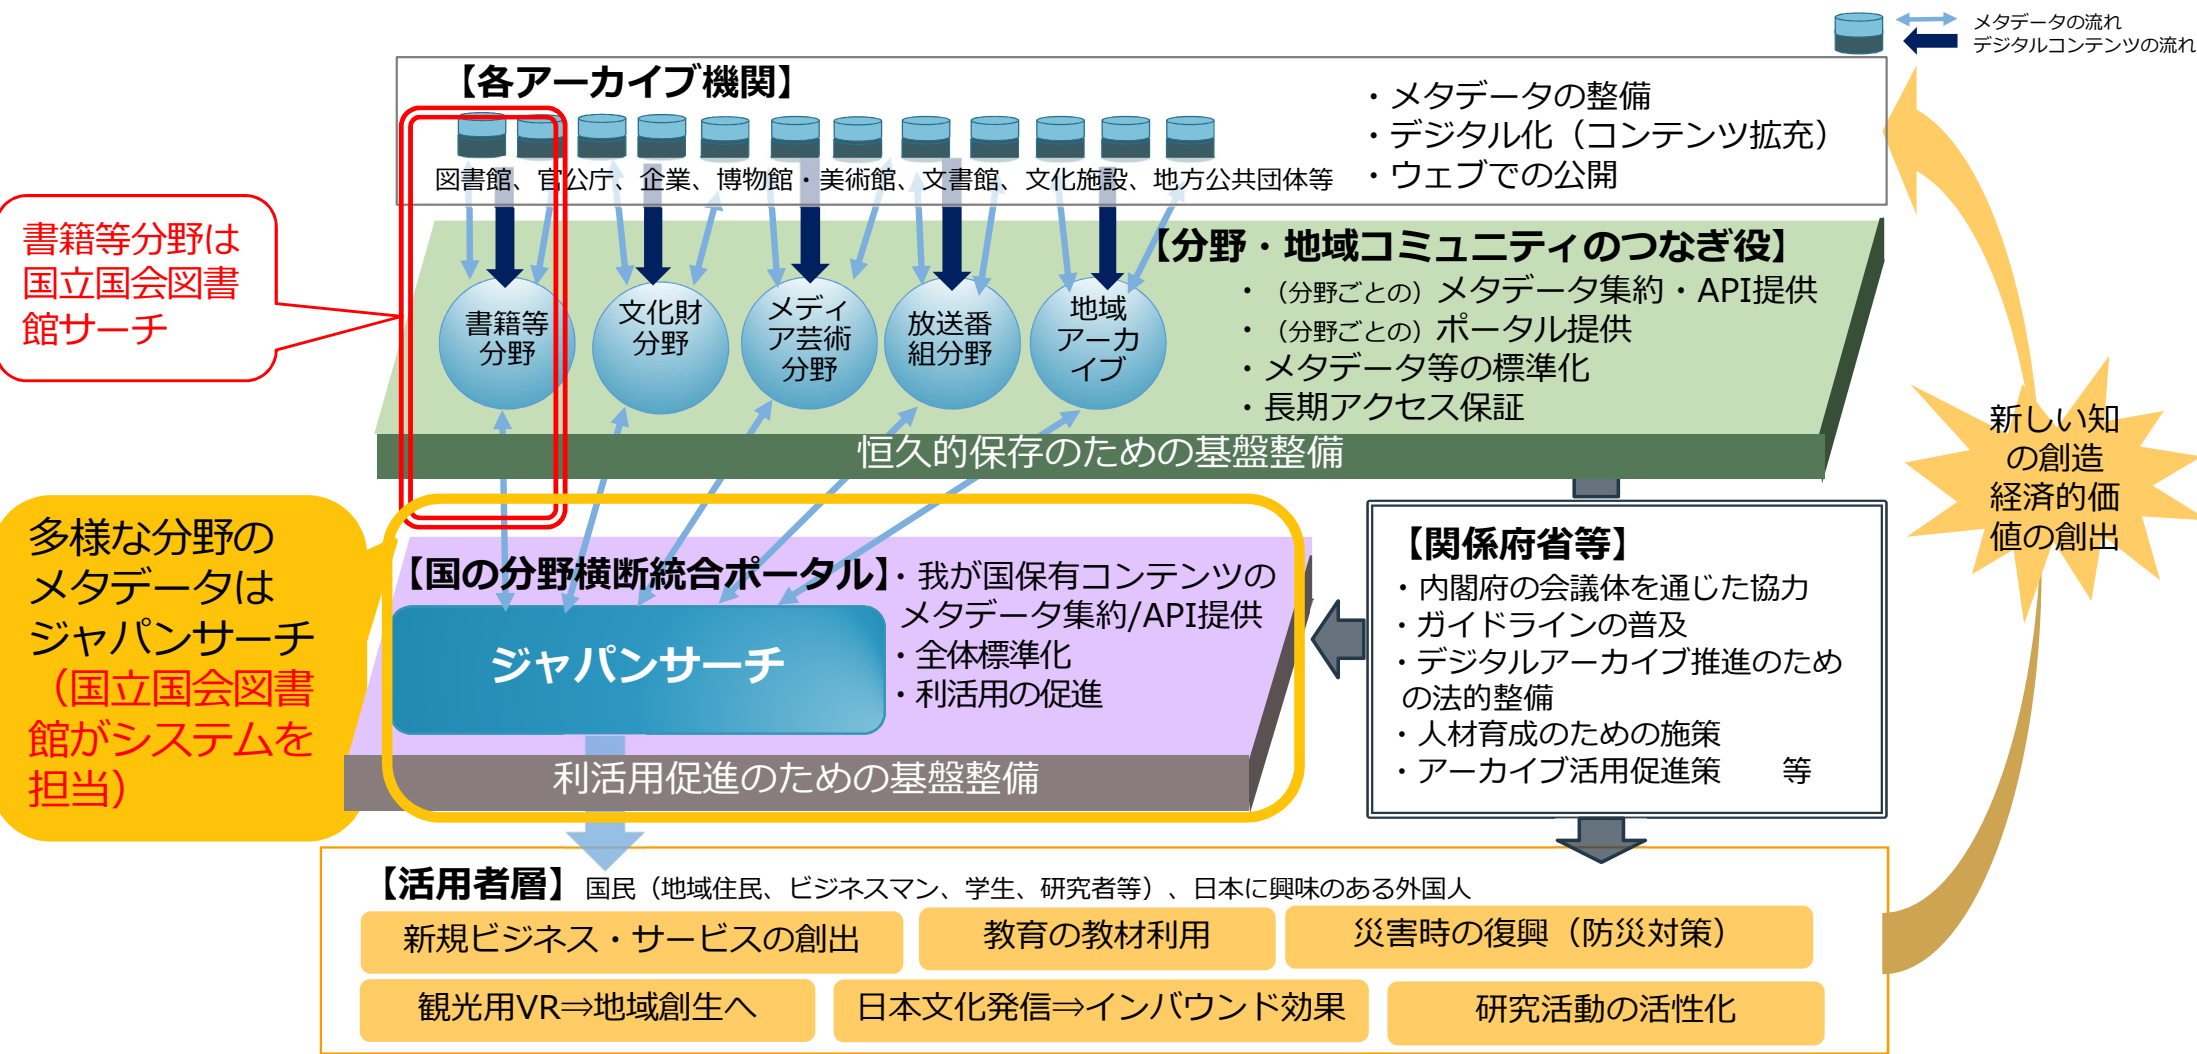 メタデータの流れ
デジタルコンテンツの流れ
【各アーカイブ機関】
・メタデータの整備
・デジタル化（コンテンツ拡充）
・ウェブでの公開
図書館、官公庁、企業、博物館・美術館、文書館、文化施設、地方公共団体等
書籍等分野は
国立国会図書
館サーチ
【分野・地域コミュニティのつなぎ役】
・（分野ごとの）メタデータ集約・API提供
・（分野ごとの）ポータル提供
・メタデータ等の標準化
・長期アクセス保証
書籍等
分野
文化財
分野
メディ
ア芸術
分野
放送番
組分野
地域
アーカ
イブ
恒久的保存のための基盤整備
新しい知
の創造
経済的価
値の創出
多様な分野の
メタデータは
ジャパンサーチ
（国立国会図書
館がシステムを
担当）
【国の分野横断統合ポータル】
・我が国保有コンテンツの
メタデータ集約/API提供
・全体標準化
・利活用の促進
ジャパンサーチ
利活用促進のための基盤整備
【関係府省等】
・内閣府の会議体を通じた協力
・ガイドラインの普及
・デジタルアーカイブ推進のため
の法的整備
・人材育成のための施策
・アーカイブ活用促進策　　等
【活用者層】国民（地域住民、ビジネスマン、学生、研究者等）、日本に興味のある外国人
新規ビジネス・サービスの創出
教育の教材利用
災害時の復興（防災対策）
観光用VR⇒地域創生へ
日本文化発信⇒インバウンド効果
研究活動の活性化